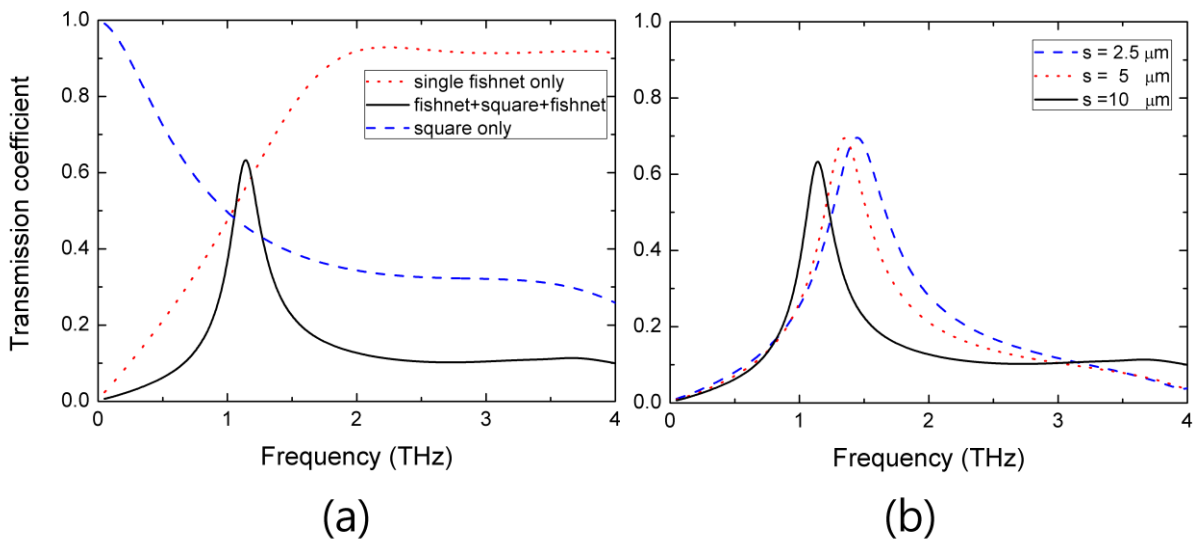 1.0
0.8
0.6
0.4
0.2
0.0
Transmission coefficient
single fishnet only
fishnet+square+fishnet
square only
0 1 2 3 4
Frequency (THz)
(a)
1.0
0.8
0.6
0.4
0.2
0.0
s = 2.5 μm
s = 5 μm
s =10 μm
0 1 2 3 4
Frequency (THz)
(b)